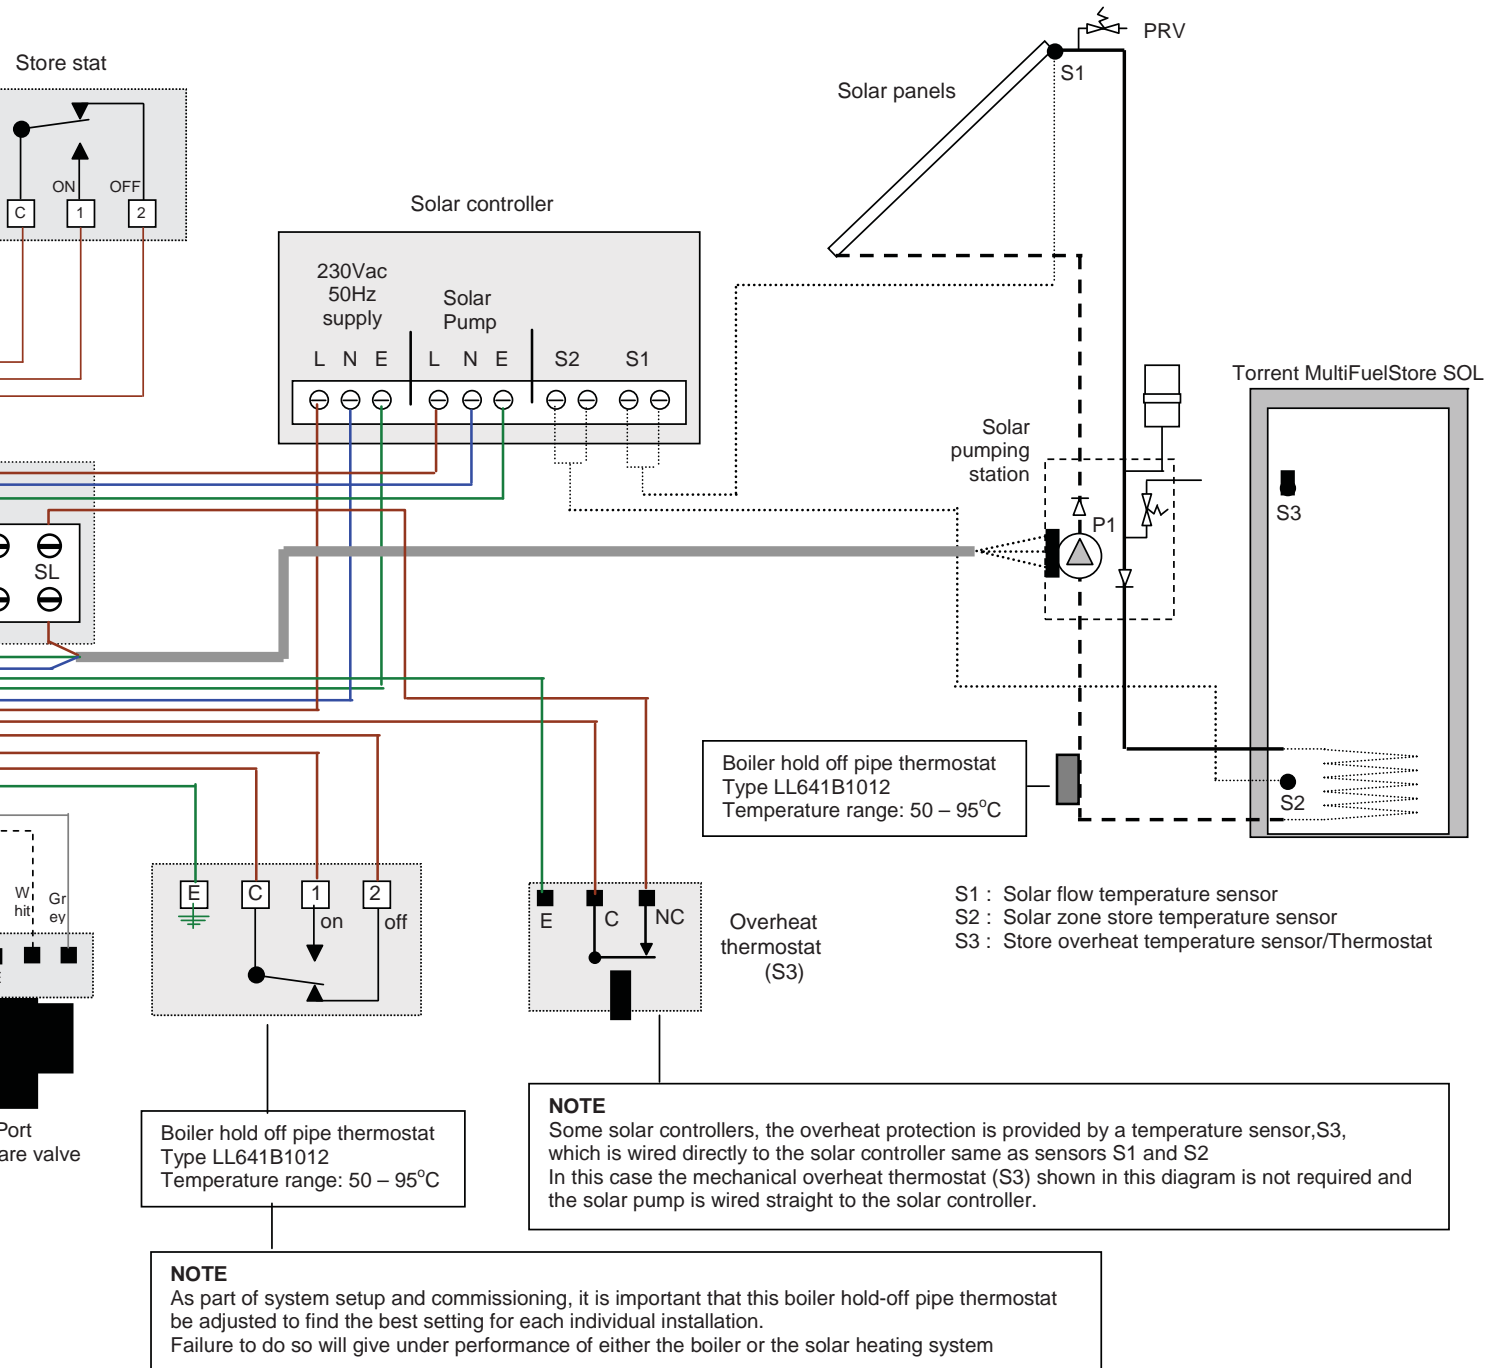 Store stat
ON
OFF
C
1
2
Solar controller
230Vac
50Hz
supply
Solar
Pump
L N E
L N E
S2
S1
PRV
S1
Solar panels
Torrent MultiFuelStore SOL
Solar
pumping
station
P1
S3
SL
Boiler hold off pipe thermostat
Type LL641B1012
Temperature range: 50 – 95°C
S2
W
hit
Gr
ey
E
C
1
2
on
off
E
C
NC
Overheat
thermostat
(S3)
S1 : Solar flow temperature sensor
S2 : Solar zone store temperature sensor
S3 : Store overheat temperature sensor/Thermostat
Port
are valve
Boiler hold off pipe thermostat
Type LL641B1012
Temperature range: 50 – 95°C
NOTE
Some solar controllers, the overheat protection is provided by a temperature sensor,S3,
which is wired directly to the solar controller same as sensors S1 and S2
In this case the mechanical overheat thermostat (S3) shown in this diagram is not required and
the solar pump is wired straight to the solar controller.
NOTE
As part of system setup and commissioning, it is important that this boiler hold-off pipe thermostat
be adjusted to find the best setting for each individual installation.
Failure to do so will give under performance of either the boiler or the solar heating system